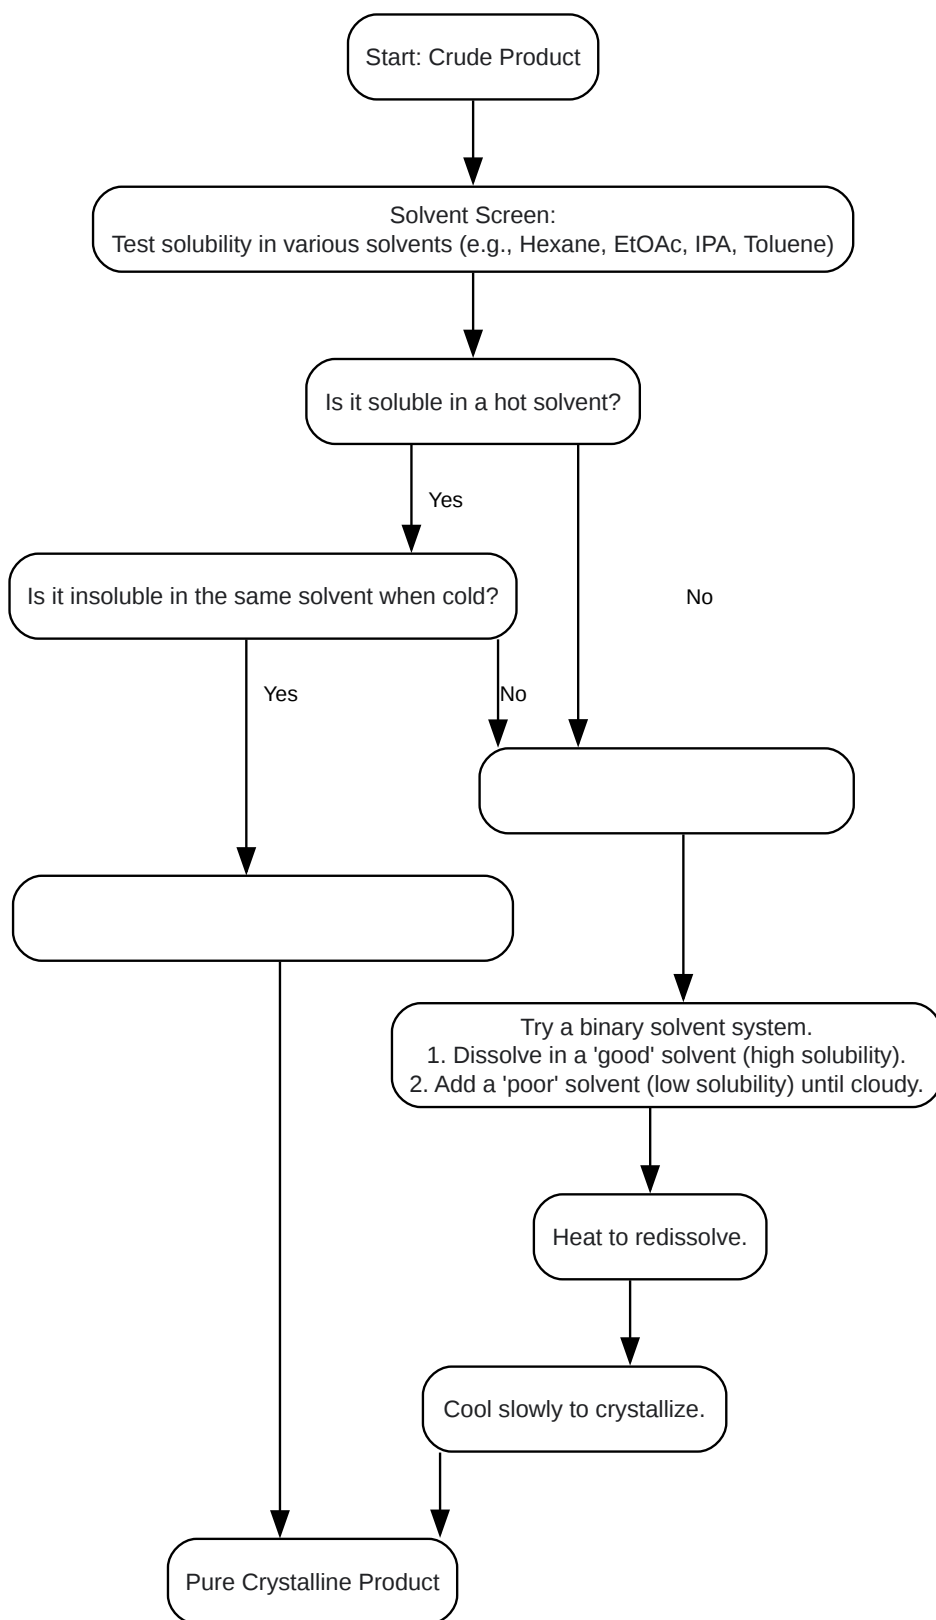 Start: Crude Product
Solvent Screen:
Test solubility in various solvents (e.g., Hexane, EtOAc, IPA, Toluene)
Is it soluble in a hot solvent?
Yes
Is it insoluble in the same solvent when cold?
No
Yes
No
Try a binary solvent system.
1. Dissolve in a 'good' solvent (high solubility).
2. Add a 'poor' solvent (low solubility) until cloudy.
Heat to redissolve.
Cool slowly to crystallize.
Pure Crystalline Product